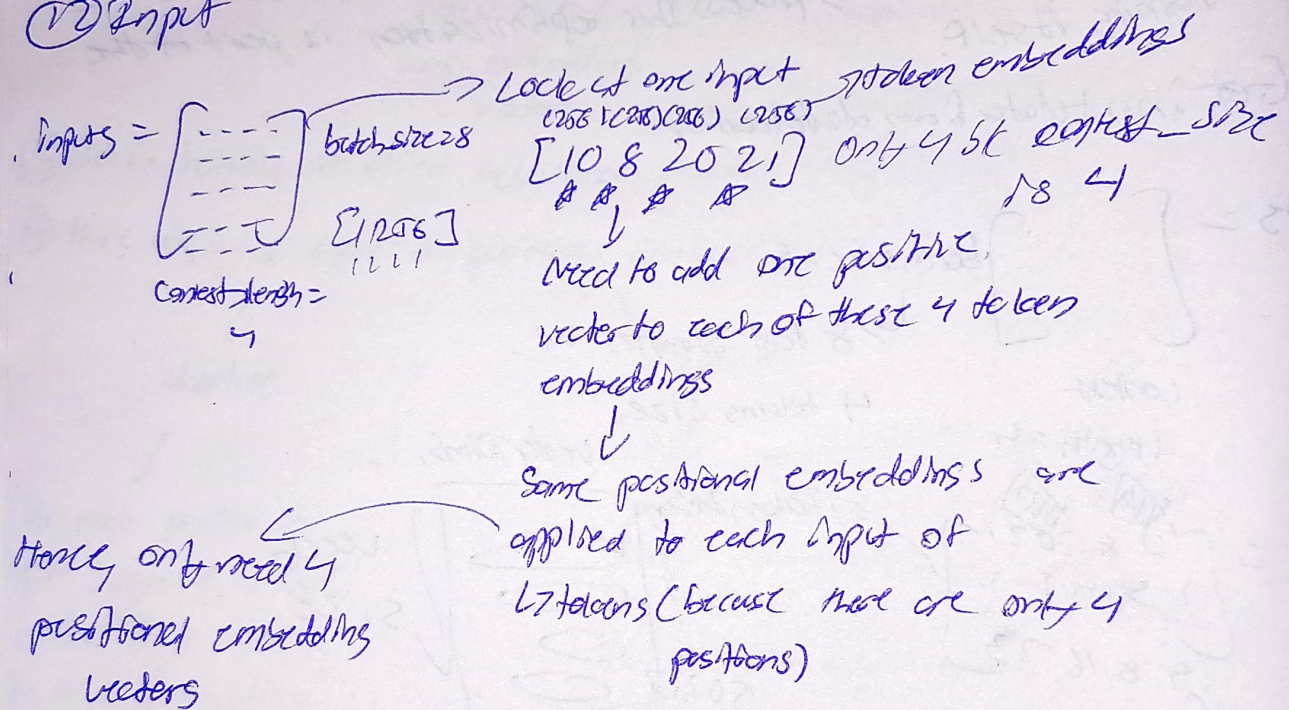 Input
inputs =
batch size 28
[1256]
context length =
4
→ Look at one input → token embeddings
(256) (256) (256) (256)
[10 8 20 21] only 4 bc context_size
is 4
Need to add one positive
vector to each of these 4 token
embeddings
Same positional embeddings are
applied to each input of
tokens (because there are only 4
positions)
Hence, only need 4
positional embedding
vectors